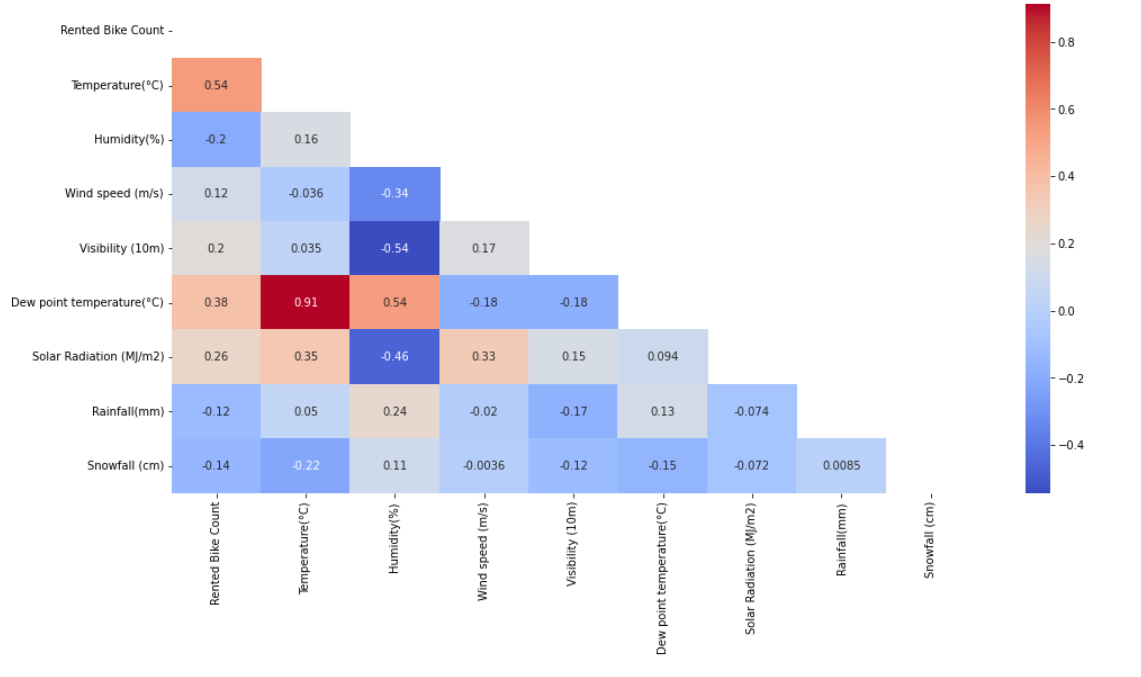 Rented Bike Count
Temperature(°C)
0.54
Humidity(%)
-0.2 0.16
Wind speed (m/s)
0.12 -0.036 -0.34
Visibility (10m)
0.2 0.035 -0.54 0.17
Dew point temperature(°C)
0.38 0.91 0.54 -0.18 -0.18
Solar Radiation (MJ/m2)
0.26 0.35 -0.46 0.33 0.15 0.094
Rainfall(mm)
-0.12 0.05 0.24 -0.02 -0.17 0.13 -0.074
Snowfall (cm)
-0.14 -0.22 0.11 -0.0036 -0.12 -0.15 -0.072 0.0085
Rented Bike Count
Temperature(°C)
Humidity(%)
Wind speed (m/s)
Visibility (10m)
Dew point temperature(°C)
Solar Radiation (MJ/m2)
Rainfall(mm)
Snowfall (cm)
0.8
0.6
0.4
0.2
0.0
−0.2
−0.4